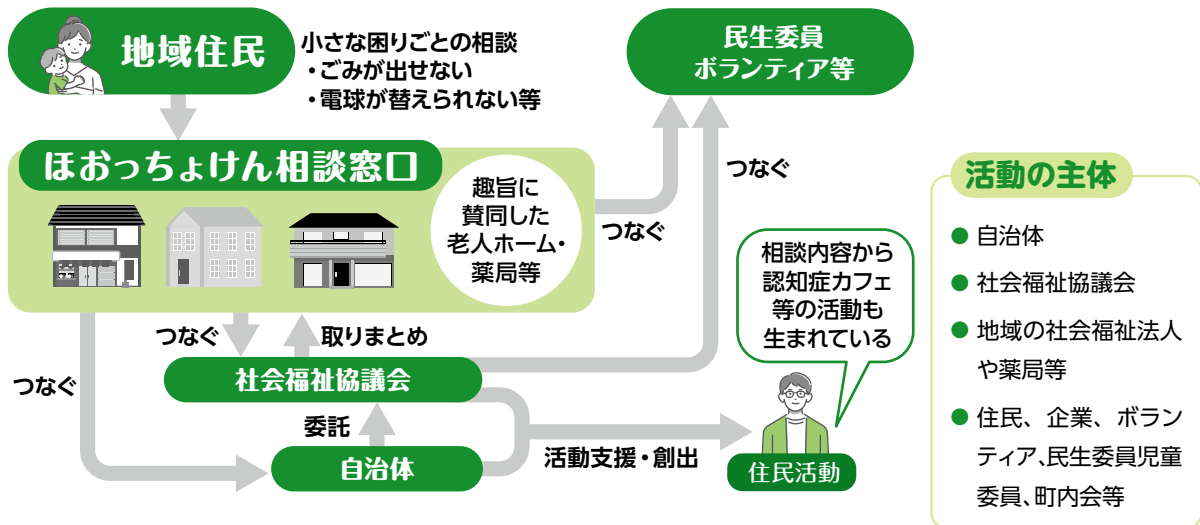 地域住民
小さな困りごとの相談
・ごみが出せない
・電球が替えられない等
民生委員
ボランティア等
ほおっちょけん相談窓口
趣旨に
賛同した
老人ホーム・
薬局等
つなぐ
つなぐ
つなぐ
取りまとめ
つなぐ
社会福祉協議会
委託
自治体
活動支援・創出
相談内容から
認知症カフェ
等の活動も
生まれている
住民活動
活動の主体
● 自治体
● 社会福祉協議会
● 地域の社会福祉法人
や薬局等
● 住民、企業、ボラン
ティア、民生委員児童
委員、町内会等